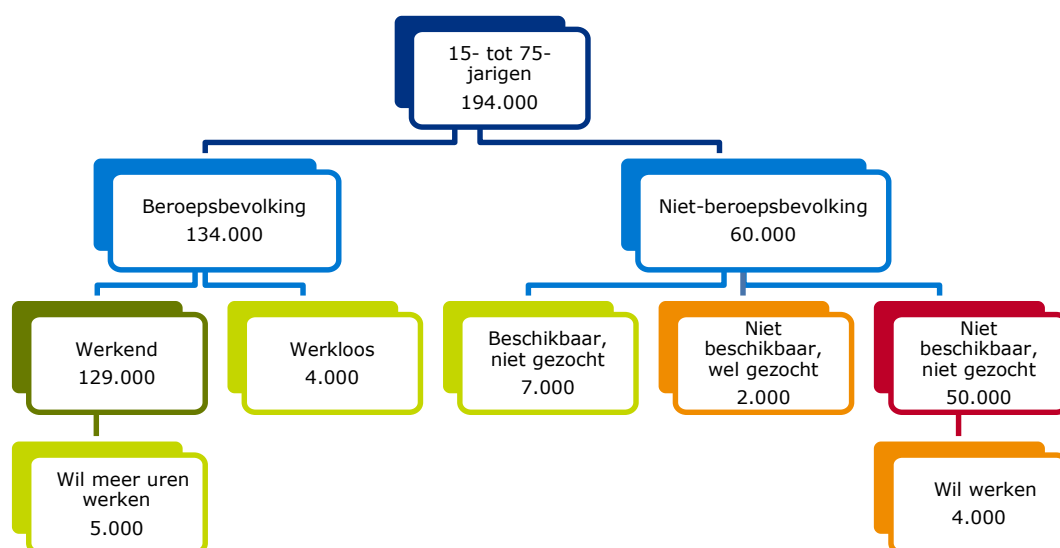 15- tot 75-
jarigen
194.000
Beroepsbevolking
134.000
Niet-beroepsbevolking
60.000
Werkend
129.000
Werkloos
4.000
Beschikbaar,
niet gezocht
7.000
Niet
beschikbaar,
wel gezocht
2.000
Niet
beschikbaar,
niet gezocht
50.000
Wil meer uren
werken
5.000
Wil werken
4.000